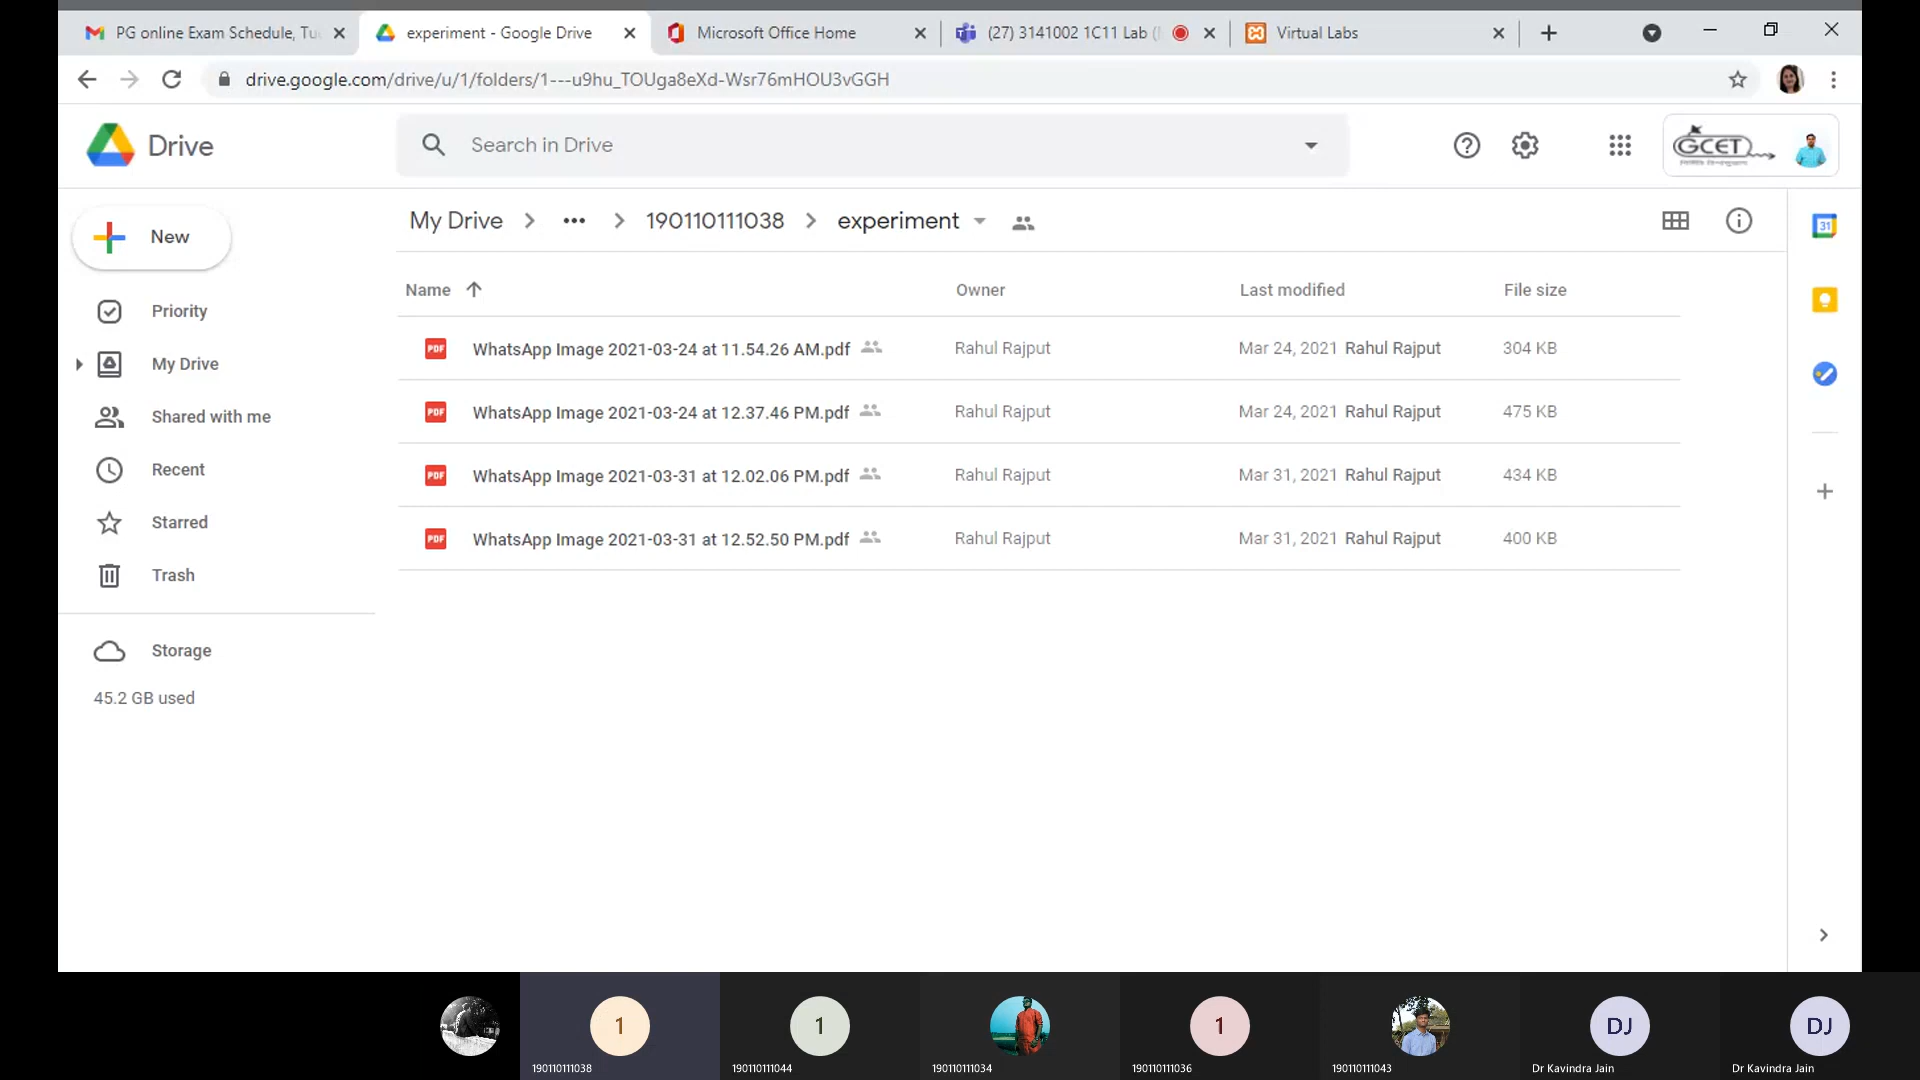 PG online Exam Schedule, Tu
experiment - Google Drive
Microsoft Office Home
(27) 3141002 1C11 Lab (
Virtual Labs
drive.google.com/drive/u/1/folders/1---u9hu_TOUga8eXd-Wsr76mHOU3vGGH
Drive
Search in Drive
GCET
New
My Drive
190110111038
experiment
31
Name
Owner
Last modified
File size
Priority
PDF WhatsApp Image 2021-03-24 at 11.54.26 AM.pdf Rahul Rajput Mar 24, 2021 Rahul Rajput 304 KB
My Drive
PDF WhatsApp Image 2021-03-24 at 12.37.46 PM.pdf Rahul Rajput Mar 24, 2021 Rahul Rajput 475 KB
Shared with me
PDF WhatsApp Image 2021-03-31 at 12.02.06 PM.pdf Rahul Rajput Mar 31, 2021 Rahul Rajput 434 KB
Recent
Starred
PDF WhatsApp Image 2021-03-31 at 12.52.50 PM.pdf Rahul Rajput Mar 31, 2021 Rahul Rajput 400 KB
Trash
Storage
45.2 GB used
1
190110111038
1
190110111044
190110111034
1
190110111036
190110111043
DJ
Dr Kavindra Jain
DJ
Dr Kavindra Jain